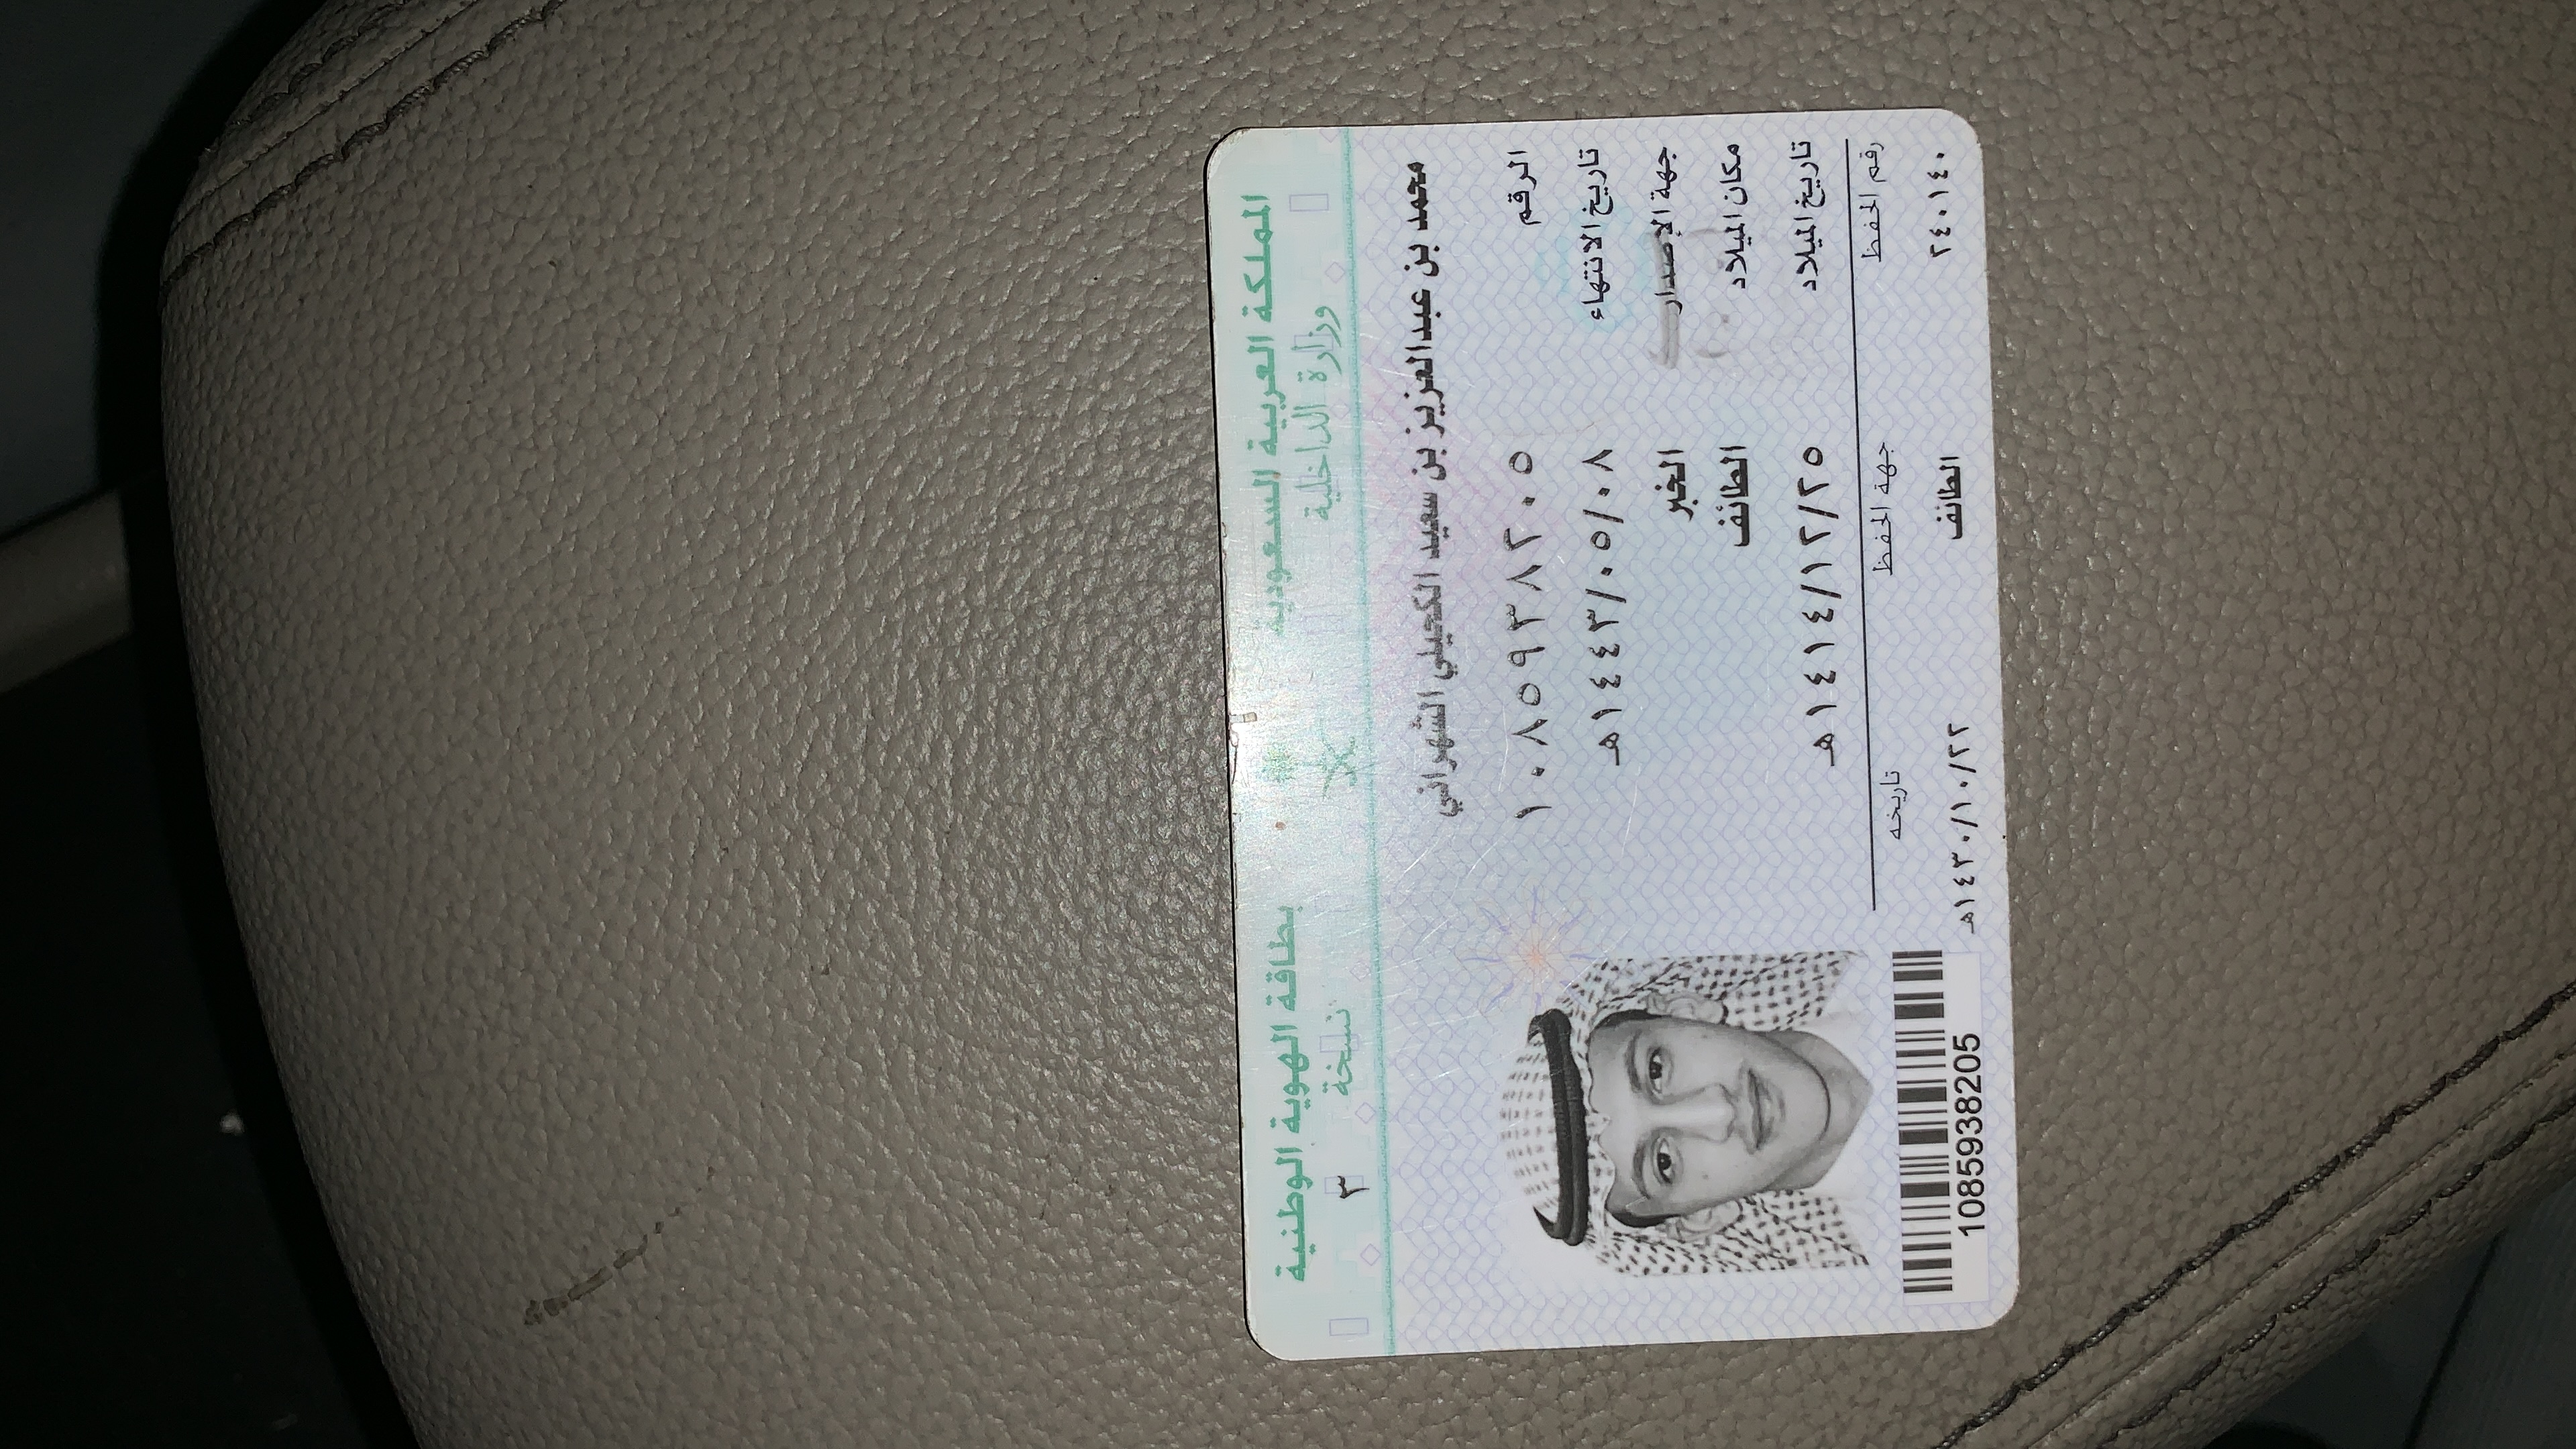 المملكة العربية السعودية
وزارة الداخلية
بطاقة الهوية الوطنية
نسخة ٣
محمد بن عبدالعزيز بن سعيد الكحيلي الشهراني
الرقم ١٠٨٥٩٣٨٢٠٥
تاريخ الانتهاء ١٤٤٣/٠٥/٠٨هـ
جهة الإصدار الخبر
مكان الميلاد الطائف
تاريخ الميلاد ١٤١٤/١٢/٢٥هـ
رقم الحفظ جهة الحفظ تاريخه
٢٤٠١٤٠ الطائف ١٤٣٠/١٠/٢٢هـ
1085938205